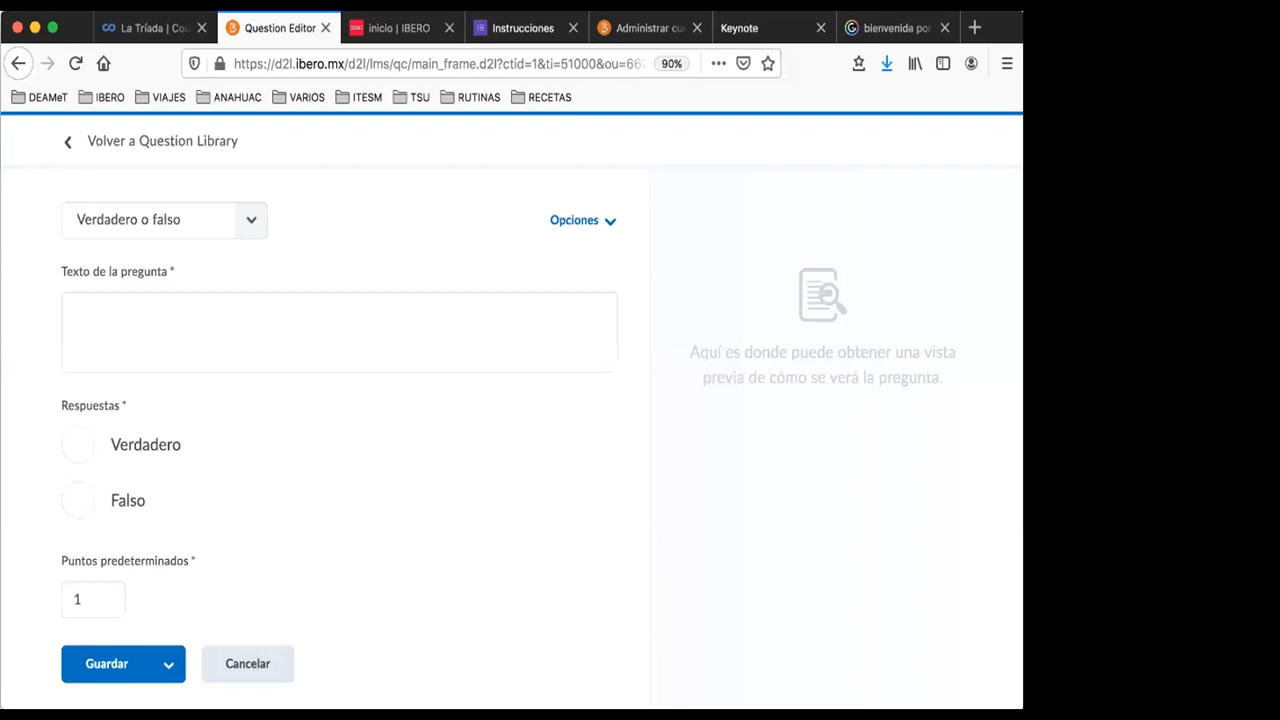 La Tríada | Cou
Question Editor
inicio | IBERO
Instrucciones
Administrar cu
Keynote
bienvenida po
https://d2l.ibero.mx/d2l/lms/qc/main_frame.d2l?ctid=1&ti=51000&ou=66
90%
DEAMeT
IBERO
VIAJES
ANAHUAC
VARIOS
ITESM
TSU
RUTINAS
RECETAS
Volver a Question Library
Verdadero o falso
Opciones
Texto de la pregunta *
Aquí es donde puede obtener una vista
previa de cómo se verá la pregunta.
Respuestas *
Verdadero
Falso
Puntos predeterminados *
1
Guardar
Cancelar